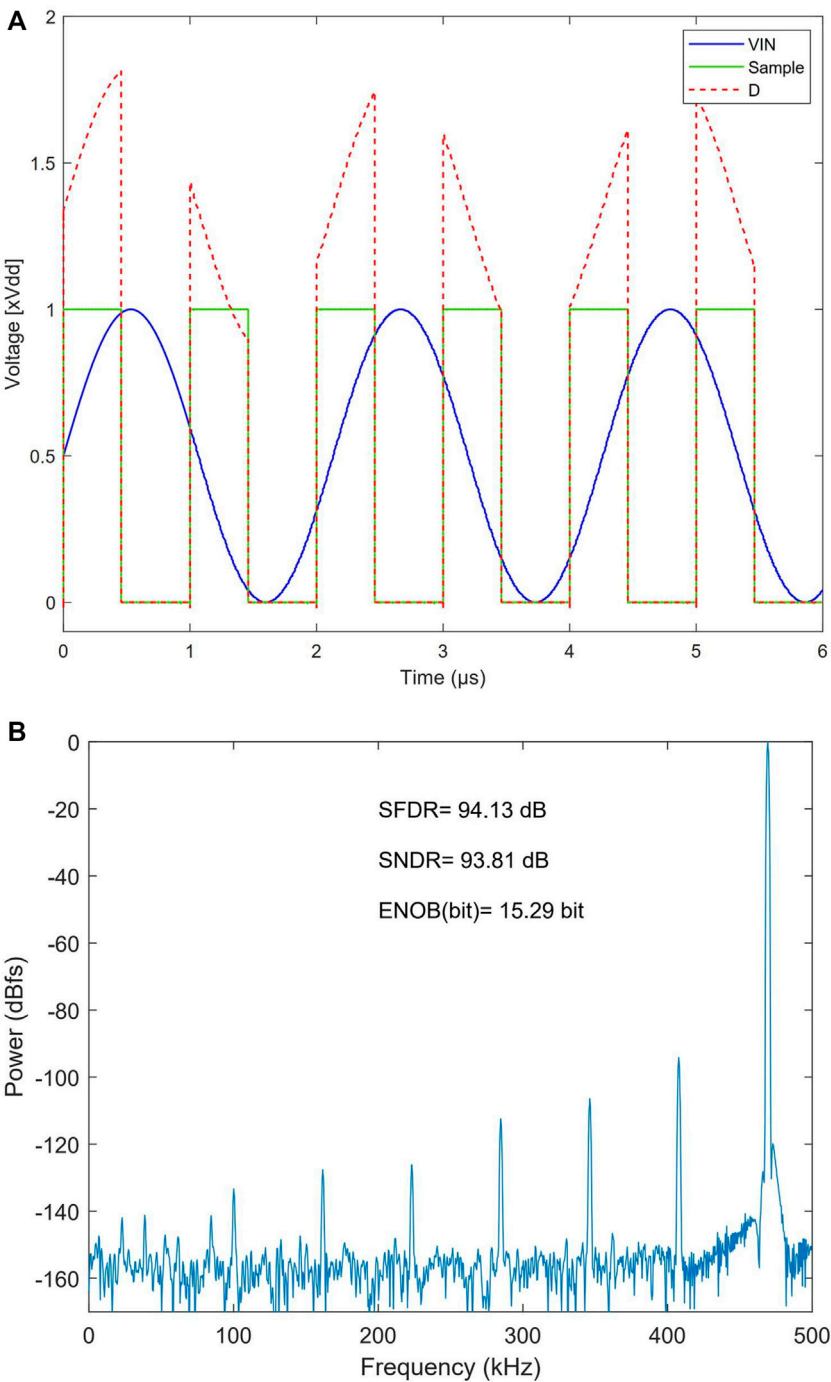 A
2
1.5
1
0.5
0
Voltage [xVdd]
VIN
Sample
D
0 1 2 3 4 5 6
Time (µs)
B
0
-20
-40
-60
-80
-100
-120
-140
-160
Power (dBfs)
SFDR= 94.13 dB
SNDR= 93.81 dB
ENOB(bit)= 15.29 bit
0 100 200 300 400 500
Frequency (kHz)